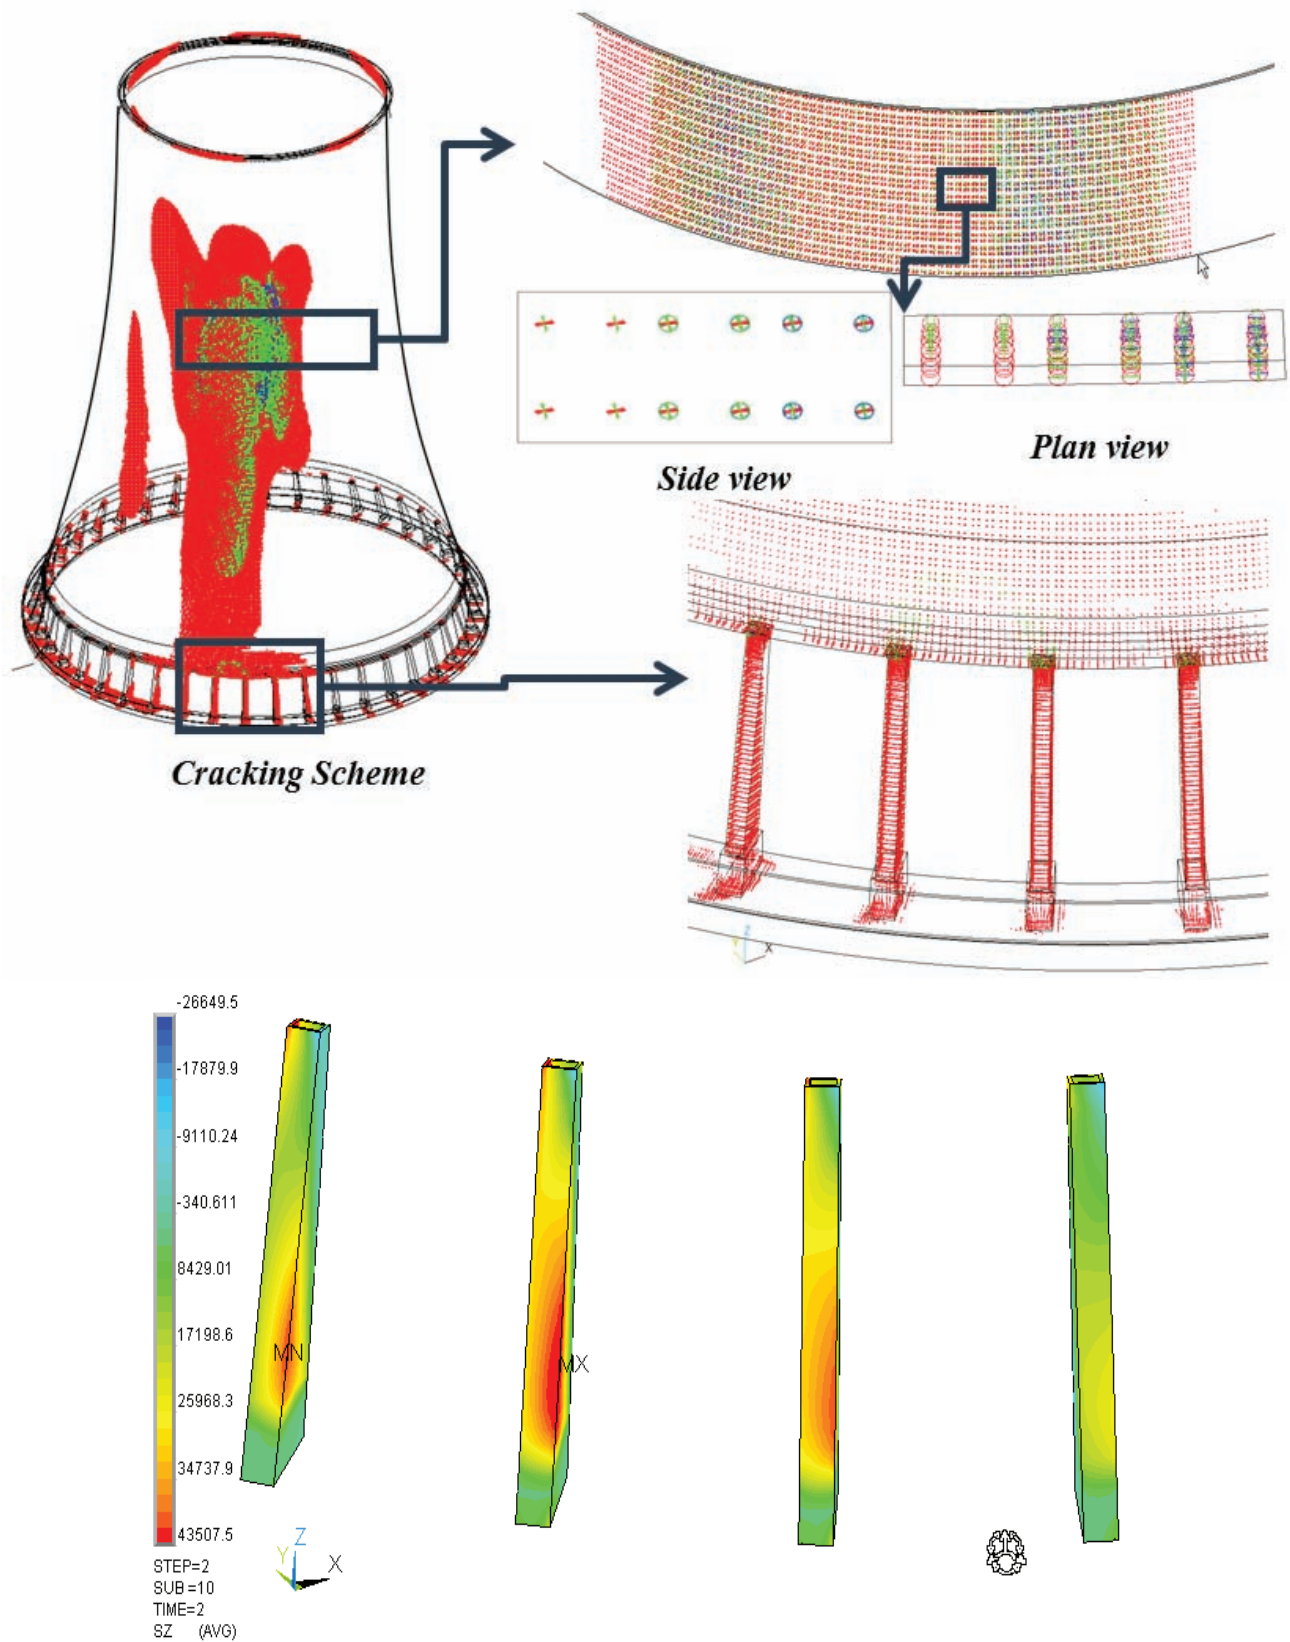 Side view
Plan view
Cracking Scheme
Z
Y
X
-26649.5
-17879.9
-9110.24
-340.611
8429.01
17198.6
25968.3
34737.9
43507.5
MN
MX
Z
Y
X
STEP=2
SUB =10
TIME=2
SZ (AVG)